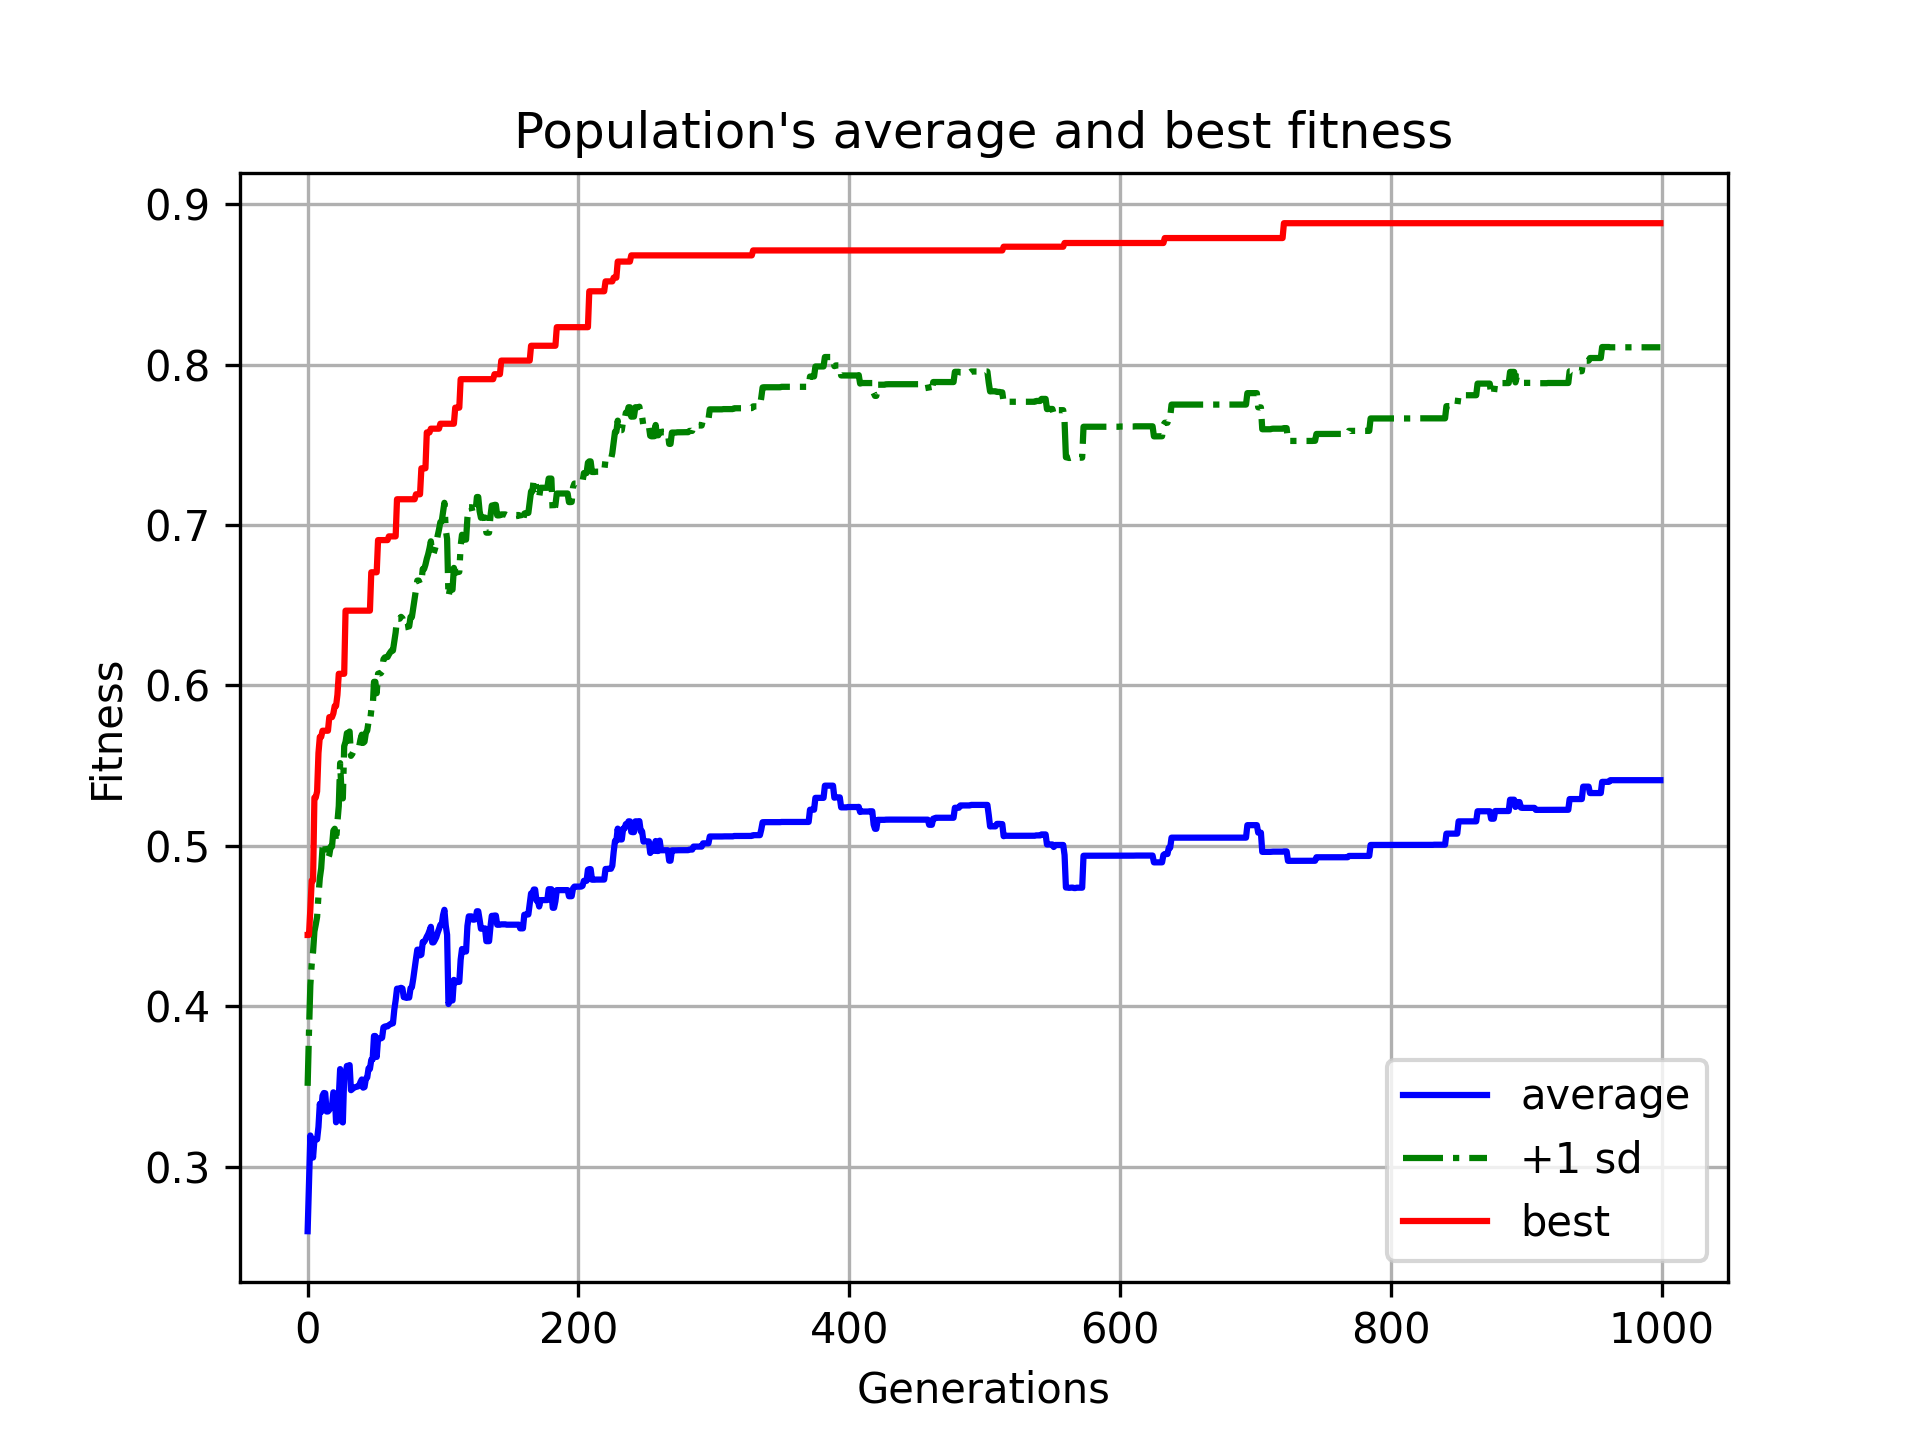 Population's average and best fitness
0.9
0.8
0.7
0.6
0.5
0.4
0.3
Fitness
0 200 400 600 800 1000
Generations
average
+1 sd
best